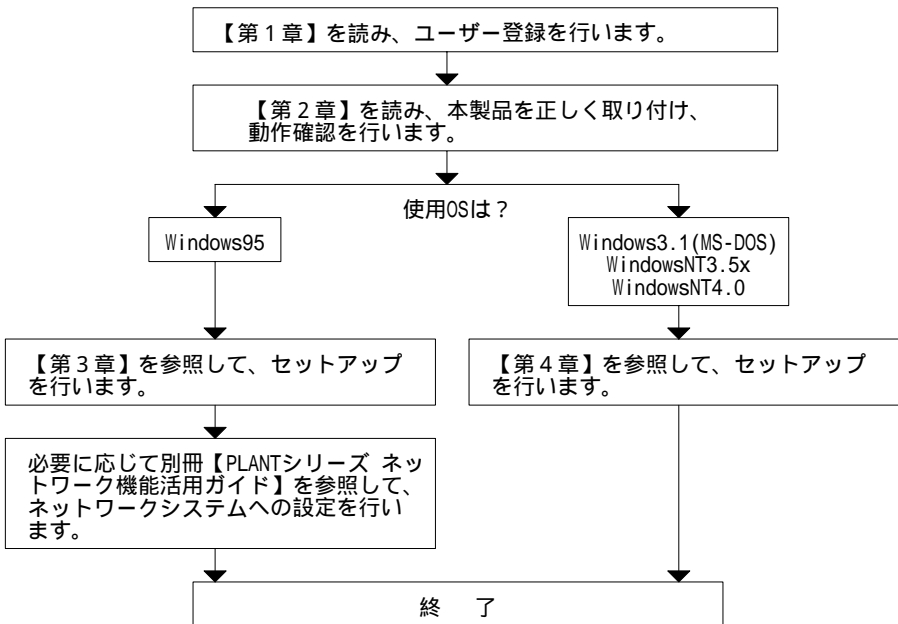 【第１章】を読み、ユーザー登録を行います。
【第２章】を読み、本製品を正しく取り付け、
動作確認を行います。
使用OSは？
Windows95
Windows3.1(MS-DOS)
WindowsNT3.5x
WindowsNT4.0
【第３章】を参照して、セットアップ
を行います。
【第４章】を参照して、セットアップ
を行います。
必要に応じて別冊【PLANTシリーズ ネッ
トワーク機能活用ガイド】を参照して、
ネットワークシステムへの設定を行い
ます。
終　了